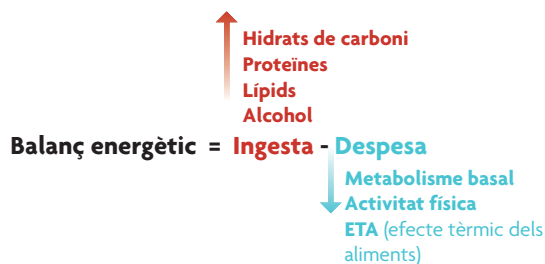 Hidrats de carboni
Proteïnes
Lípids
Alcohol
Balanç energètic = Ingesta - Despesa
Metabolisme basal
Activitat física
ETA (efecte tèrmic dels
aliments)